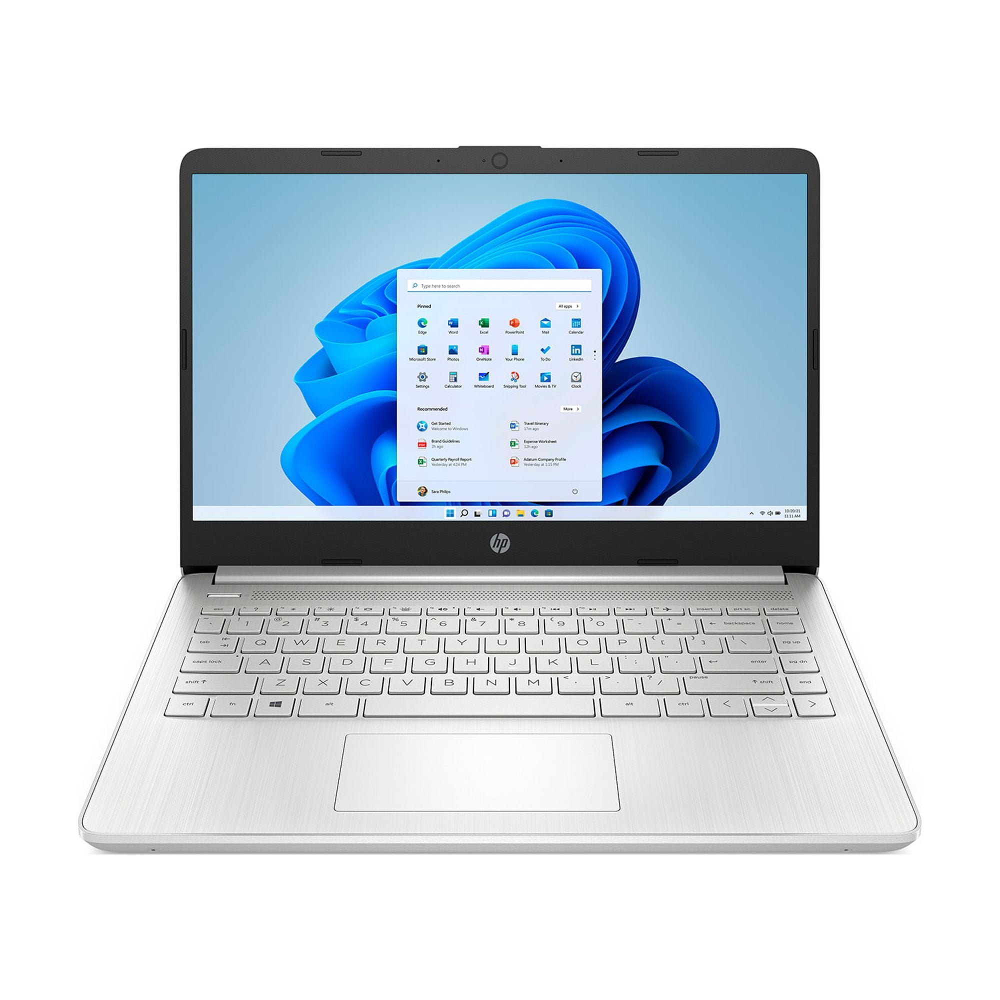 Type here to search
Pinned
All apps >
Edge Word Excel PowerPoint Mail Calendar
Microsoft Store Photos OneNote Your Phone To Do LinkedIn
Settings Calculator Whiteboard Snipping Tool Movies & TV Clock
Recommended
More >
Get Started
Welcome to Windows
Travel Itinerary
17m ago
Brand Guidelines
2h ago
Expense Worksheet
12h ago
Quarterly Payroll Report
Yesterday at 4:24 PM
Adatum Company Profile
Yesterday at 1:15 PM
Sara Philips
10/20/21
11:11 AM
hp
esc ? insert prt sc delete
~ ` ! 1 @ 2 # 3 $ 4 % 5 ^ 6 & 7 * 8 ( 9 ) 0 _ - + = backspace home
tab Q W E R T Y U I O P { [ } ] | \ pg up
caps lock A S D F G H J K L : ; " ' enter pg dn
shift Z X C V B N M < , > . ? / pause shift end
ctrl fn alt alt ctrl